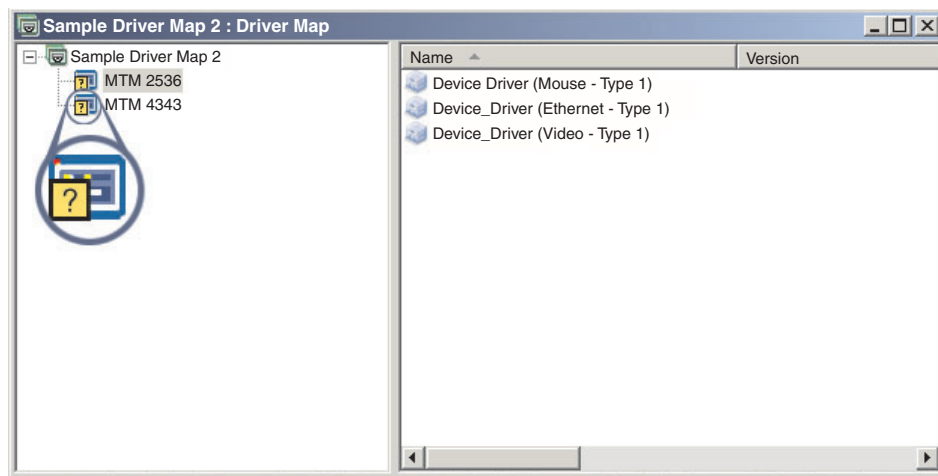 Sample Driver Map 2 : Driver Map
Sample Driver Map 2
MTM 2536
MTM 4343
?
Name
Version
Device Driver (Mouse - Type 1)
Device_Driver (Ethernet - Type 1)
Device_Driver (Video - Type 1)